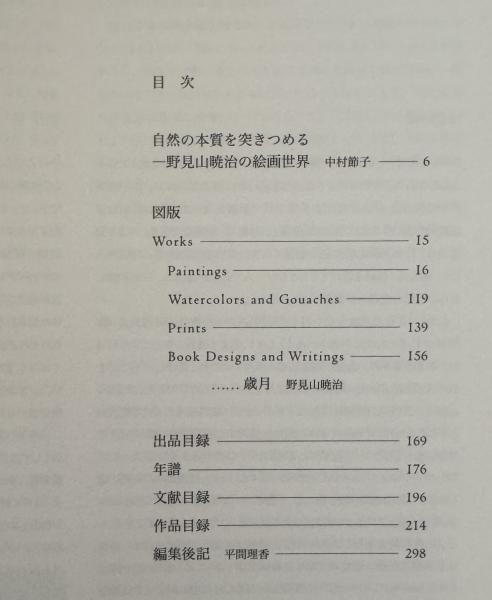 目 次
自然の本質を突きつめる
─野見山暁治の絵画世界 中村節子 ── 6
図版
Works ── 15
Paintings ── 16
Watercolors and Gouaches ── 119
Prints ── 139
Book Designs and Writings ── 156
…… 歳月 野見山暁治
出品目録 ── 169
年譜 ── 176
文献目録 ── 196
作品目録 ── 214
編集後記 平間理香 ── 298